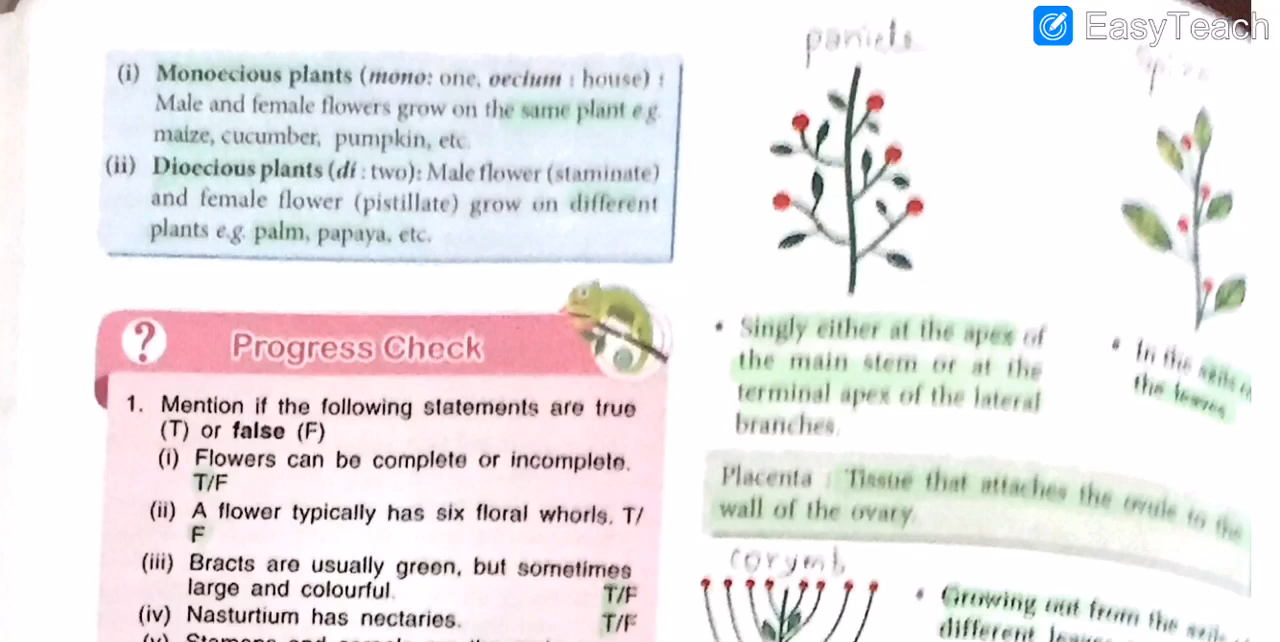 EasyTeach
(i) Monoecious plants (mono: one, oecium : house) :
Male and female flowers grow on the same plant e.g.
maize, cucumber, pumpkin, etc.
(ii) Dioecious plants (di : two): Male flower (staminate)
and female flower (pistillate) grow on different
plants e.g. palm, papaya, etc.
? Progress Check
1. Mention if the following statements are true
(T) or false (F)
(i) Flowers can be complete or incomplete.
T/F
(ii) A flower typically has six floral whorls. T/
F
(iii) Bracts are usually green, but sometimes
large and colourful. T/F
(iv) Nasturtium has nectaries. T/F
• Singly either at the apex of
the main stem or at the
terminal apex of the lateral
branches.
• In the
the leaves
Placenta : Tissue that attaches the ovule to the
wall of the ovary.
corymb
• Growing out from the
different